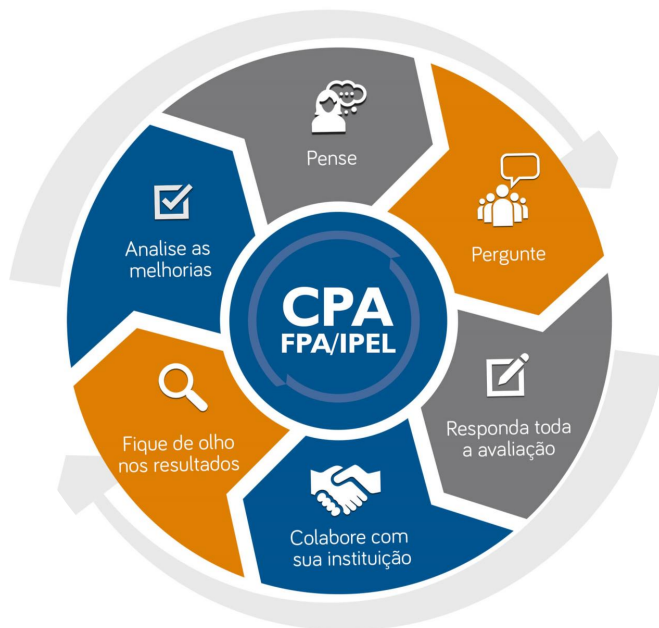 Pense
Pergunte
Responda toda
a avaliação
Colabore com
sua instituição
Fique de olho
nos resultados
Analise as
melhorias
CPA
FPA/IPEL